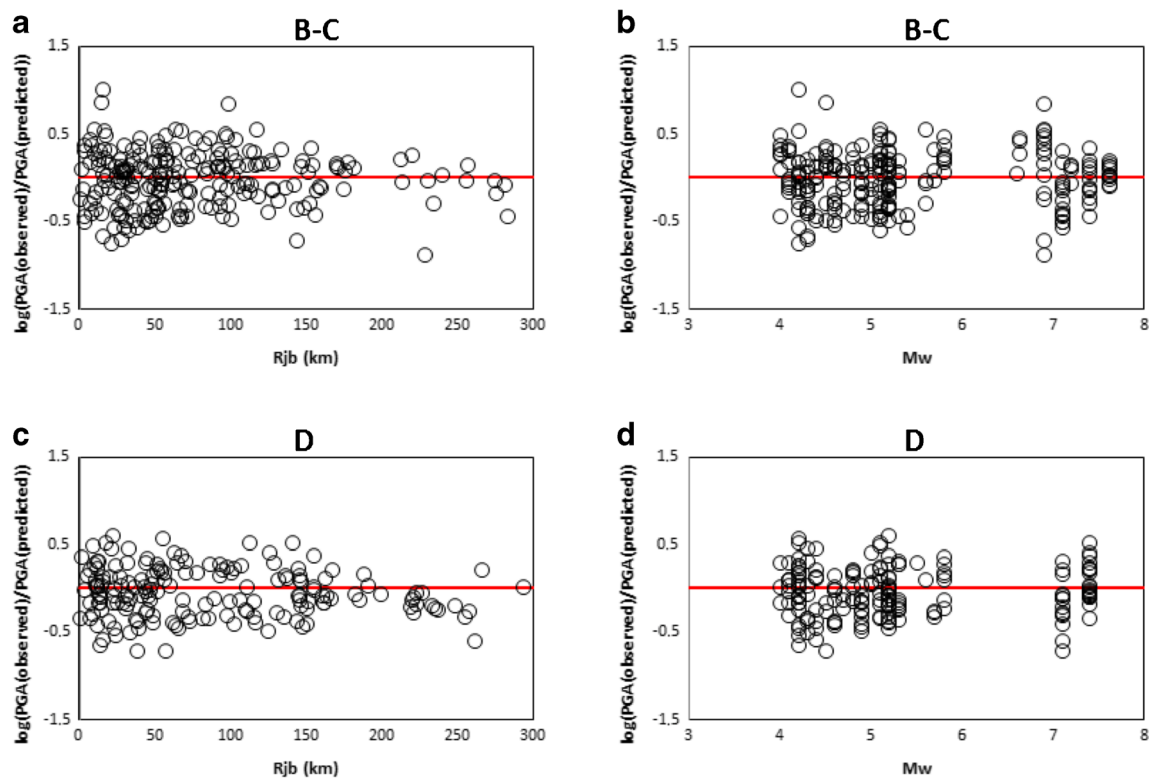 a
B-C
log(PGA(observed)/PGA(predicted))
1.5
0.5
-0.5
-1.5
0 50 100 150 200 250 300
Rjb (km)
b
B-C
log(PGA(observed)/PGA(predicted))
1.5
0.5
-0.5
-1.5
3 4 5 6 7 8
Mw
c
D
log(PGA(observed)/PGA(predicted))
1.5
0.5
-0.5
-1.5
0 50 100 150 200 250 300
Rjb (km)
d
D
log(PGA(observed)/PGA(predicted))
1.5
0.5
-0.5
-1.5
3 4 5 6 7 8
Mw